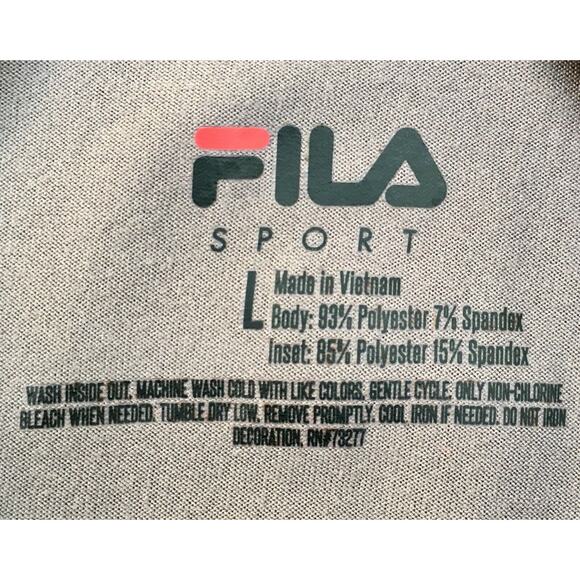 FILA
SPORT
L
Made in Vietnam
Body: 93% Polyester 7% Spandex
Inset: 85% Polyester 15% Spandex
WASH INSIDE OUT. MACHINE WASH COLD WITH LIKE COLORS. GENTLE CYCLE. ONLY NON-CHLORINE
BLEACH WHEN NEEDED. TUMBLE DRY LOW. REMOVE PROMPTLY. COOL IRON IF NEEDED. DO NOT IRON
DECORATION. RN#73277